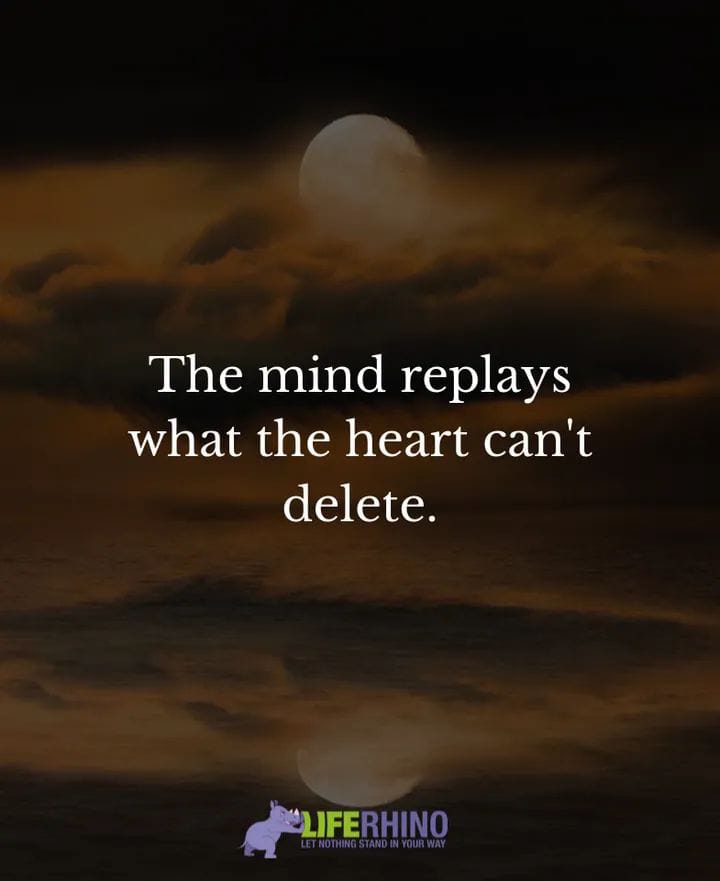 The mind replays
what the heart can't
delete.
LIFERHINO
LET NOTHING STAND IN YOUR WAY